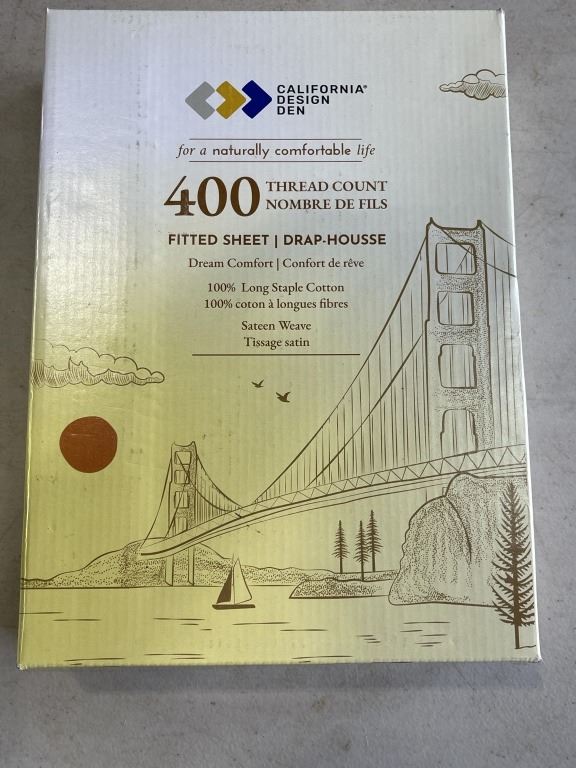 CALIFORNIA®
DESIGN
DEN
for a naturally comfortable life
400 THREAD COUNT
NOMBRE DE FILS
FITTED SHEET | DRAP-HOUSSE
Dream Comfort | Confort de rêve
100% Long Staple Cotton
100% coton à longues fibres
Sateen Weave
Tissage satin